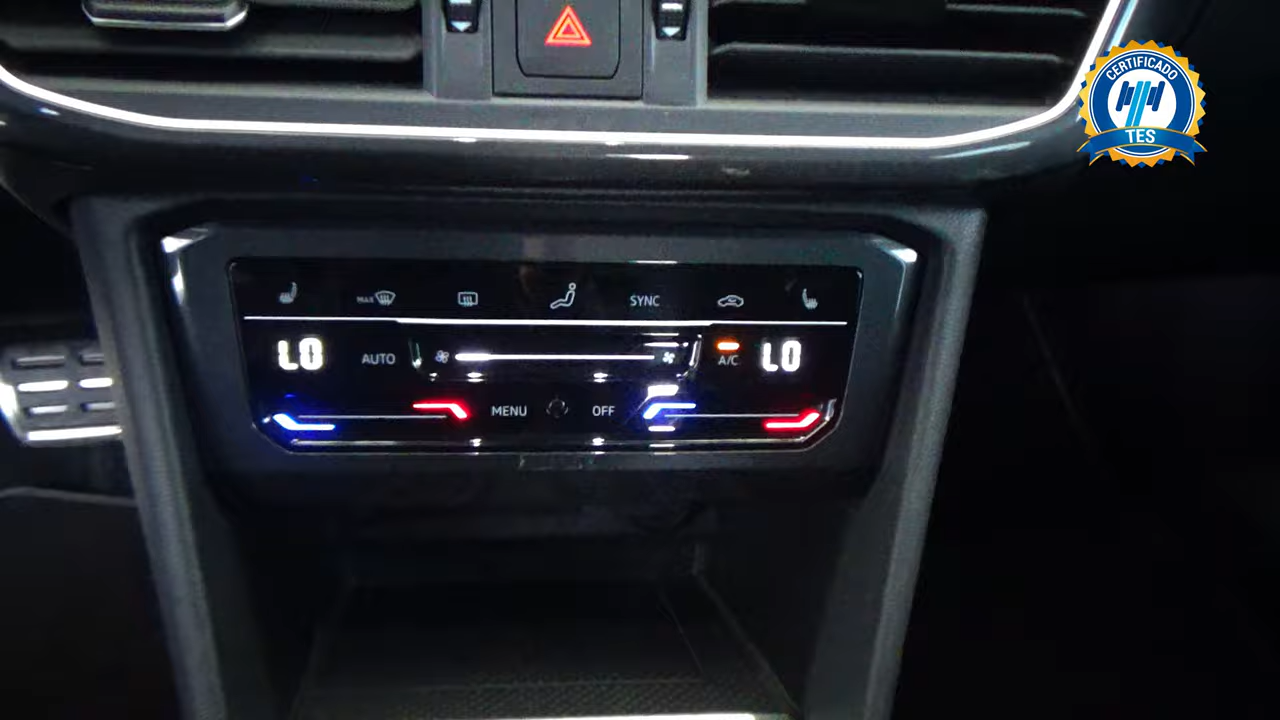 CERTIFICADO
TES
MAX
SYNC
LO AUTO A/C LO
MENU OFF